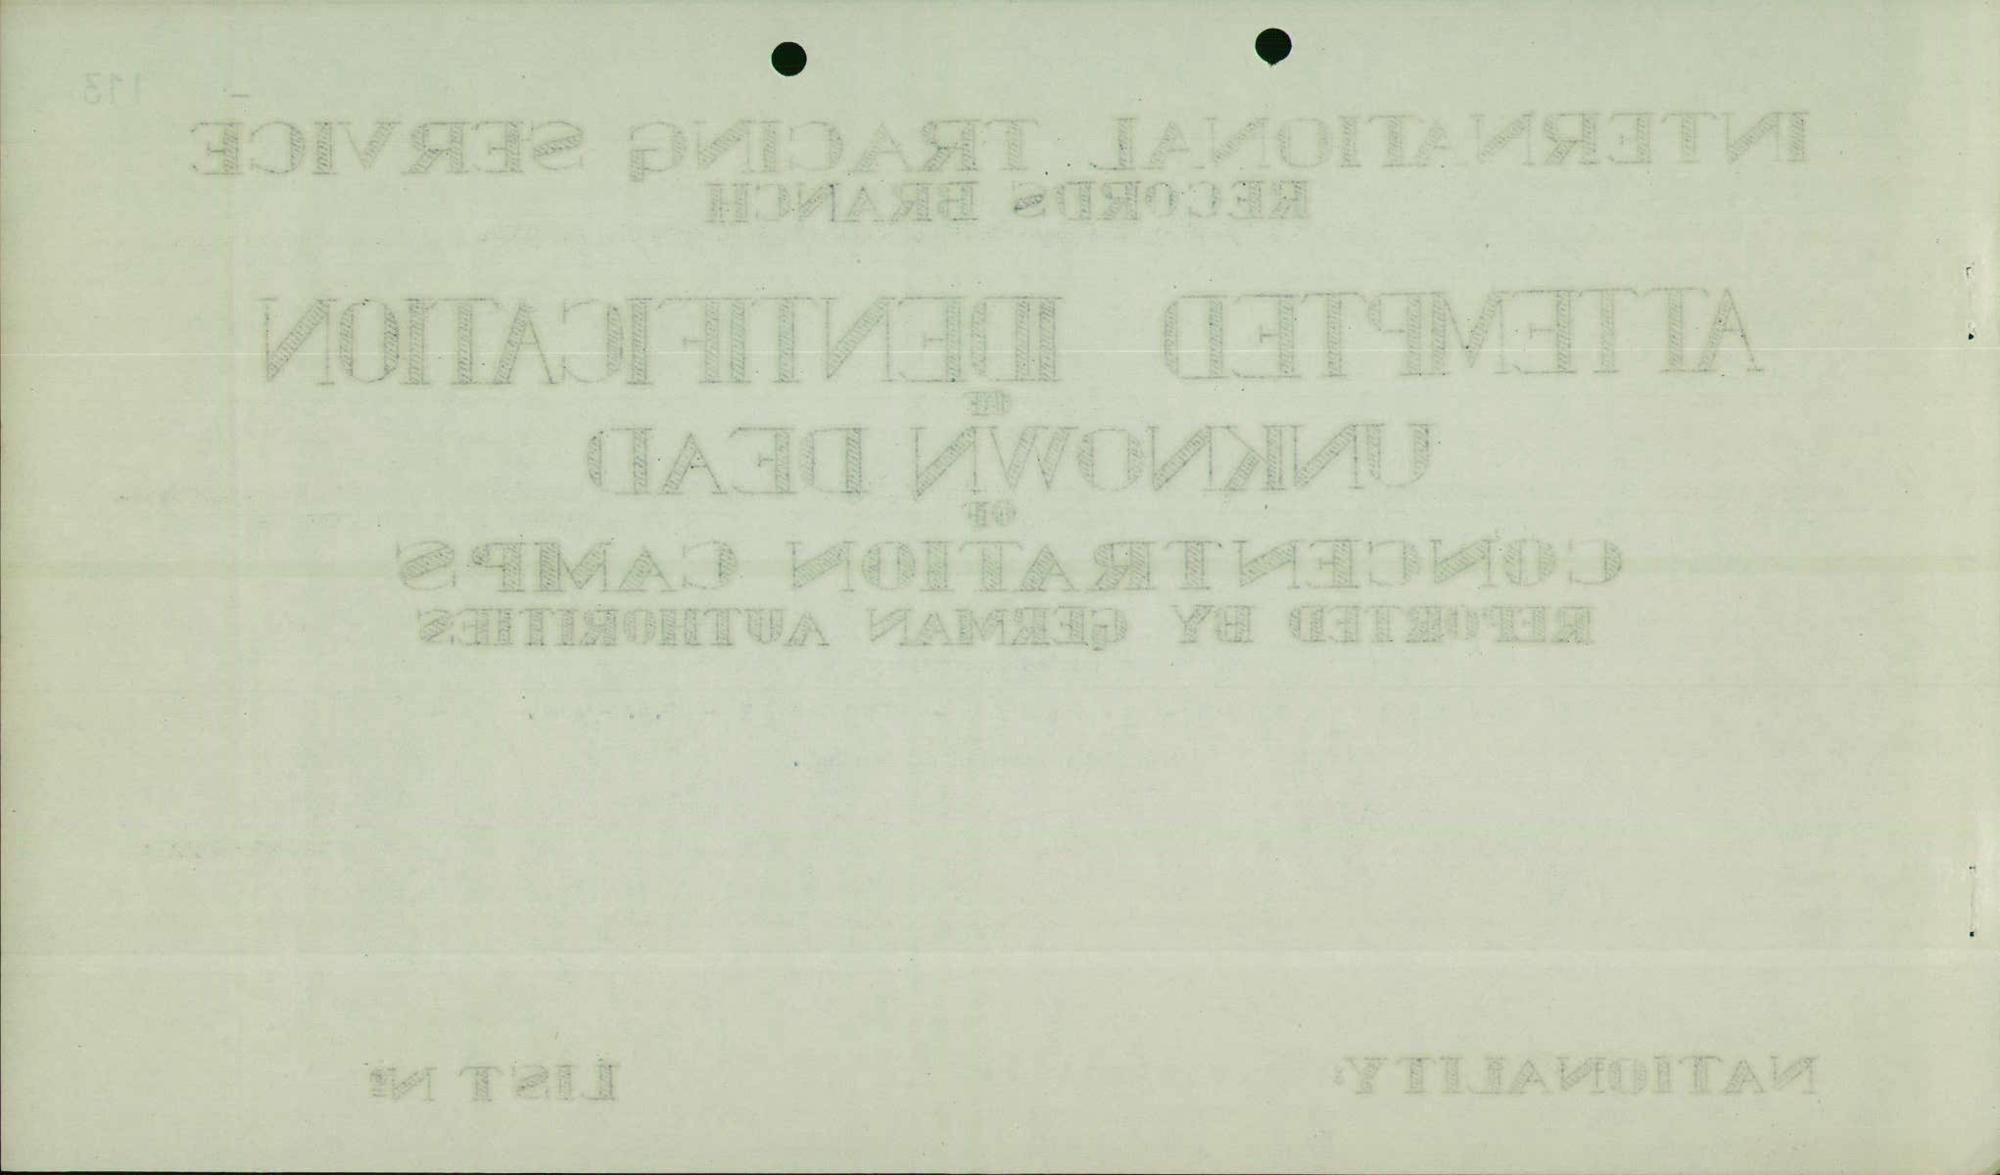 113
INTERNATIONAL TRACING SERVICE
RECORDS BRANCH
ATTEMPTED IDENTIFICATION
OF
UNKNOWN DEAD
OF
CONCENTRATION CAMPS
REPORTED BY GERMAN AUTHORITIES
NATIONALITY: LIST Nº